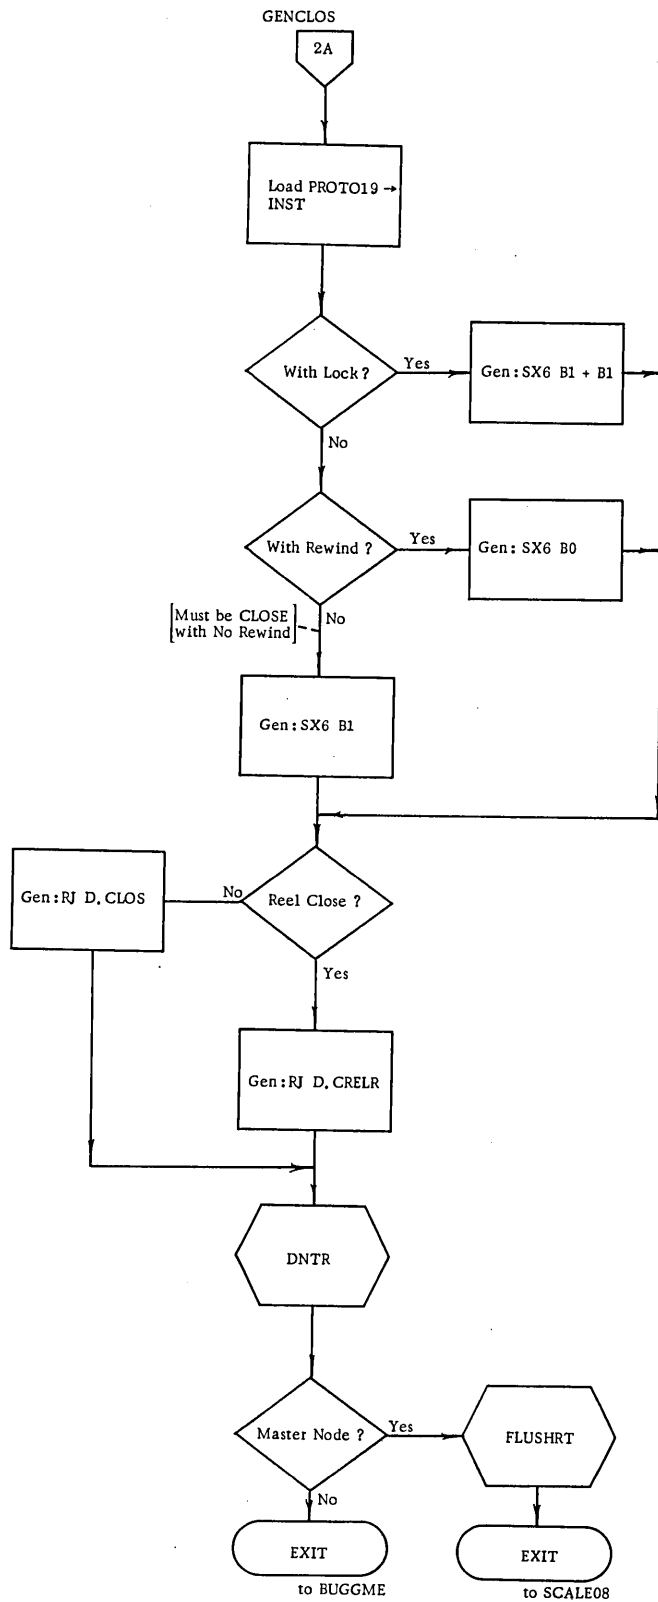 GENCLOS
2A
Load PROTO19 →
INST
With Lock ?
Yes
Gen:SX6 B1 + B1
No
With Rewind ?
Yes
Gen:SX6 B0
[Must be CLOSE
with No Rewind]
No
Gen:SX6 B1
Gen:RJ D.CLOS
No
Reel Close ?
Yes
Gen:RJ D.CRELR
DNTR
Master Node ?
Yes
FLUSHRT
No
EXIT
EXIT
to BUGGME
to SCALE08